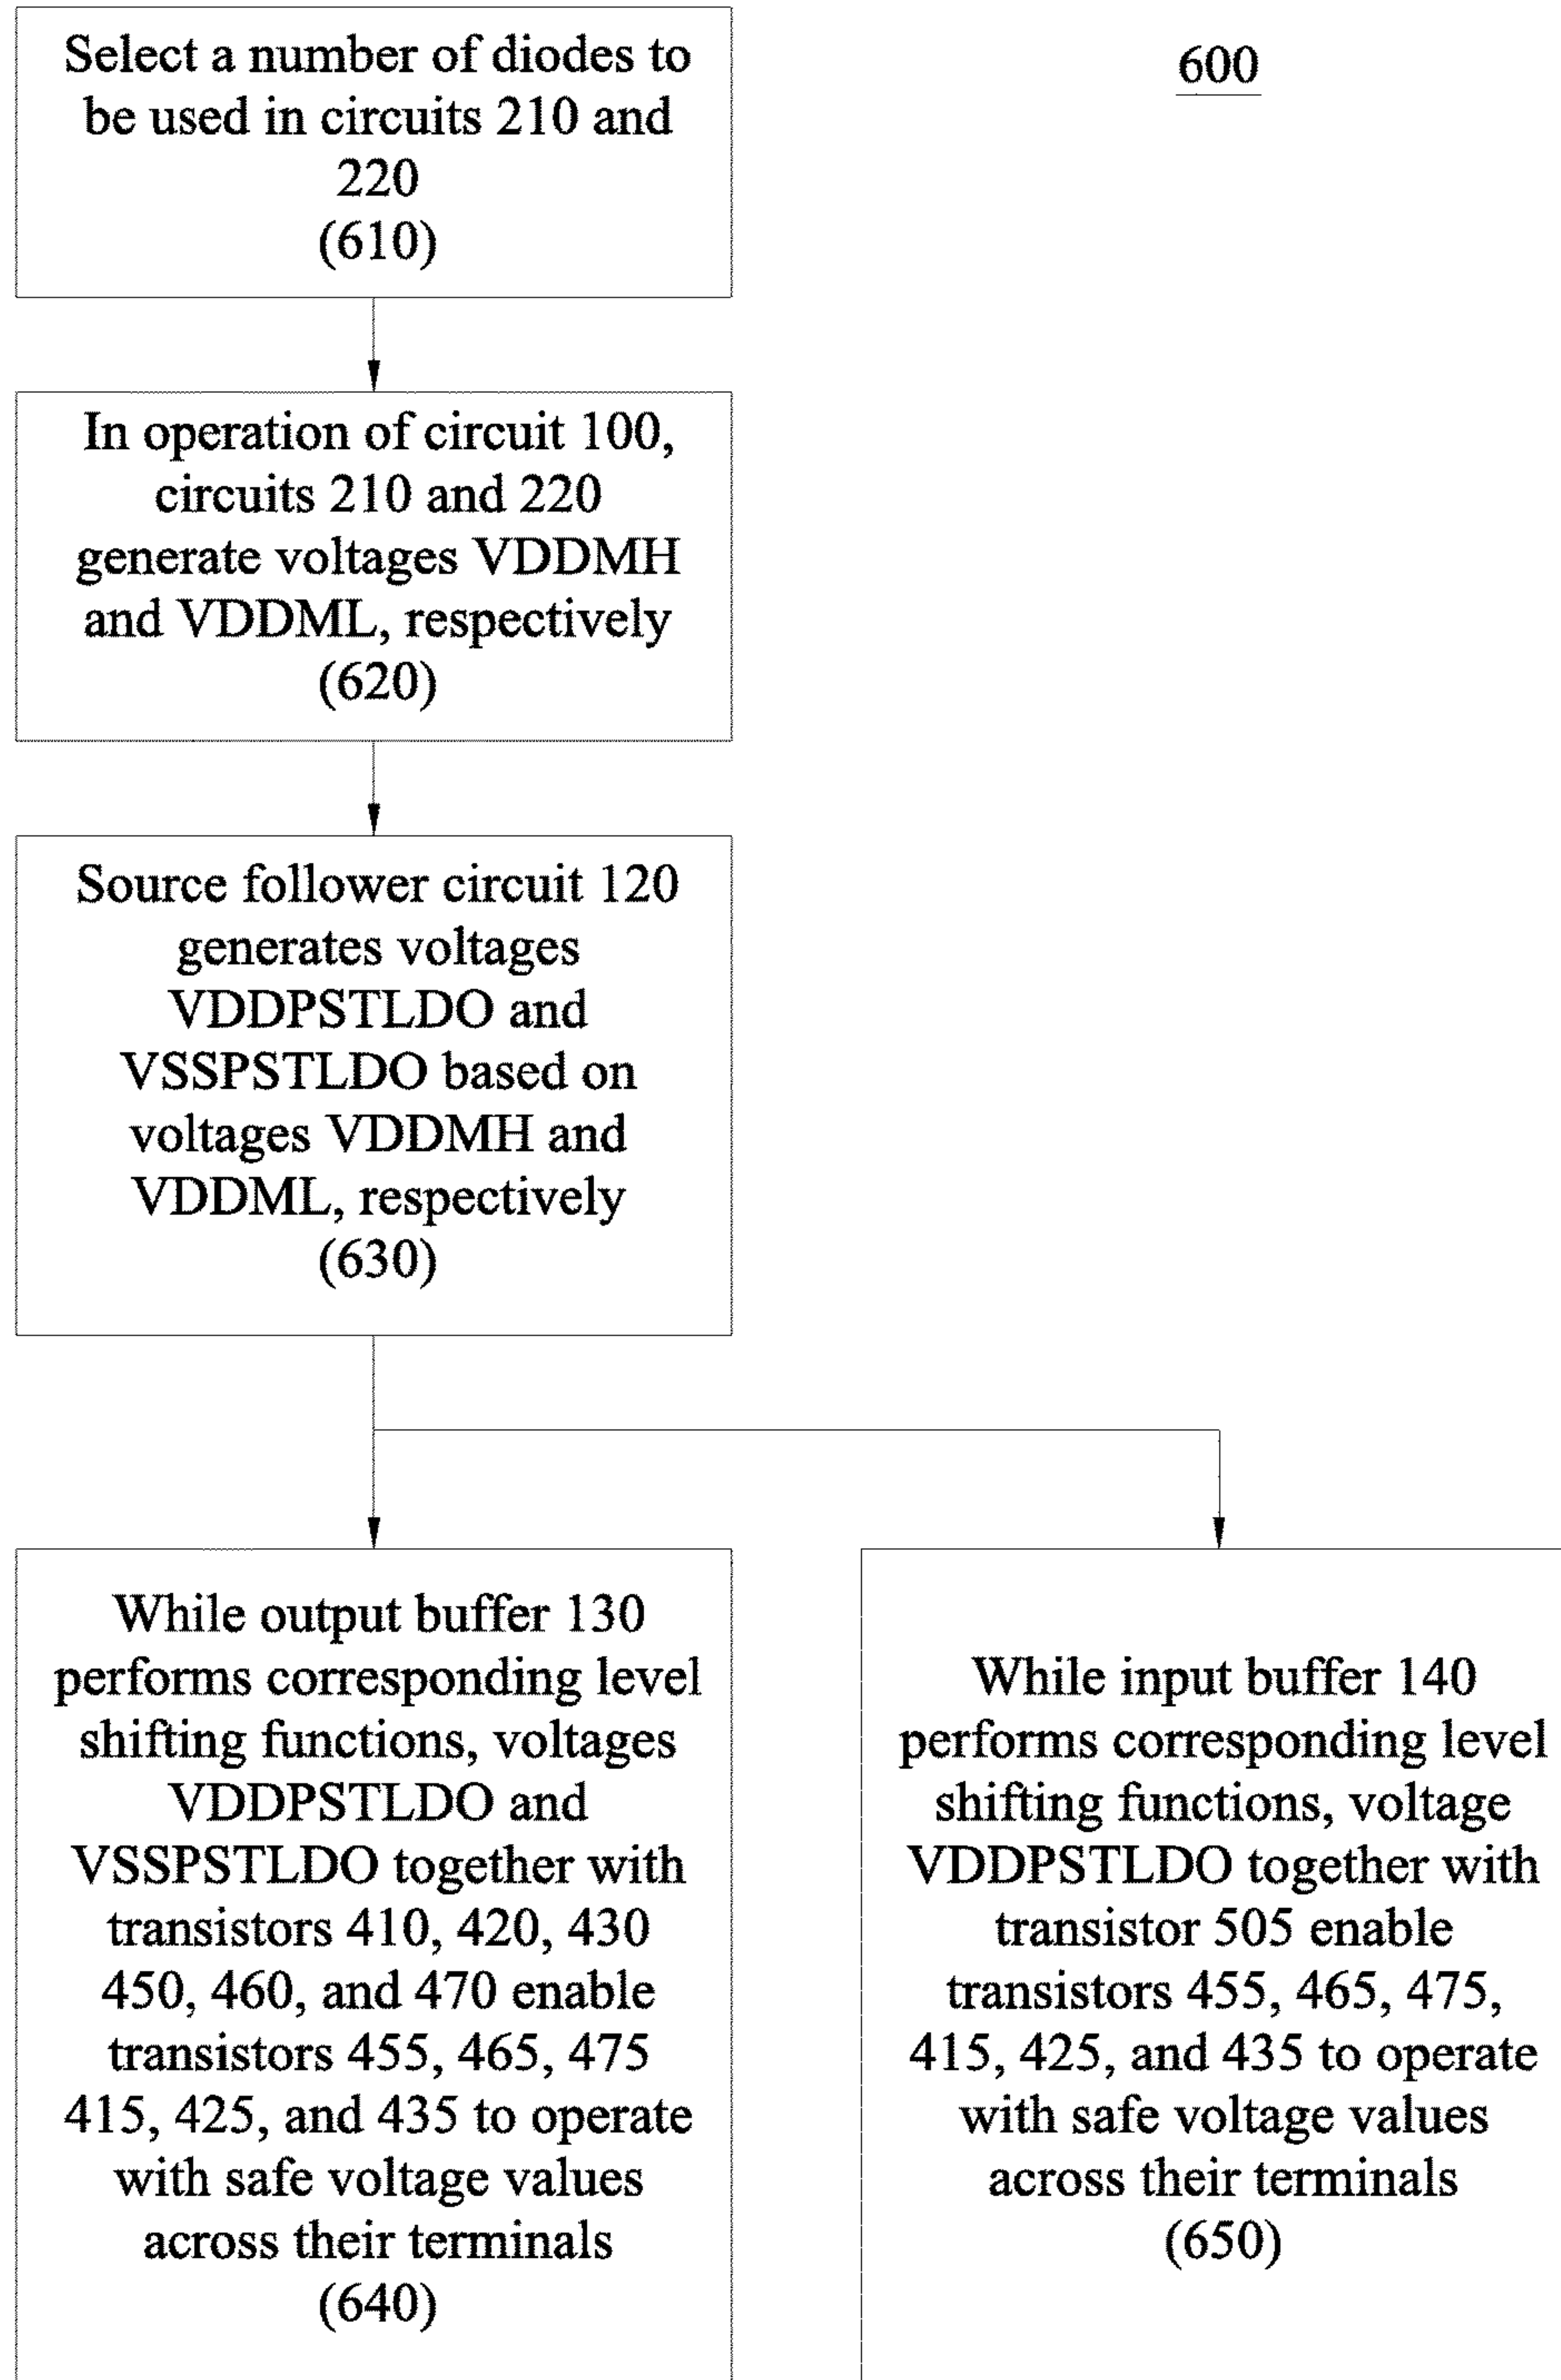 Select a number of diodes to
be used in circuits 210 and
220
(610)
600
In operation of circuit 100,
circuits 210 and 220
generate voltages VDDMH
and VDDML, respectively
(620)
Source follower circuit 120
generates voltages
VDDPSTLDO and
VSSPSTLDO based on
voltages VDDMH and
VDDML, respectively
(630)
While output buffer 130
performs corresponding level
shifting functions, voltages
VDDPSTLDO and
VSSPSTLDO together with
transistors 410, 420, 430
450, 460, and 470 enable
transistors 455, 465, 475
415, 425, and 435 to operate
with safe voltage values
across their terminals
(640)
While input buffer 140
performs corresponding level
shifting functions, voltage
VDDPSTLDO together with
transistor 505 enable
transistors 455, 465, 475,
415, 425, and 435 to operate
with safe voltage values
across their terminals
(650)